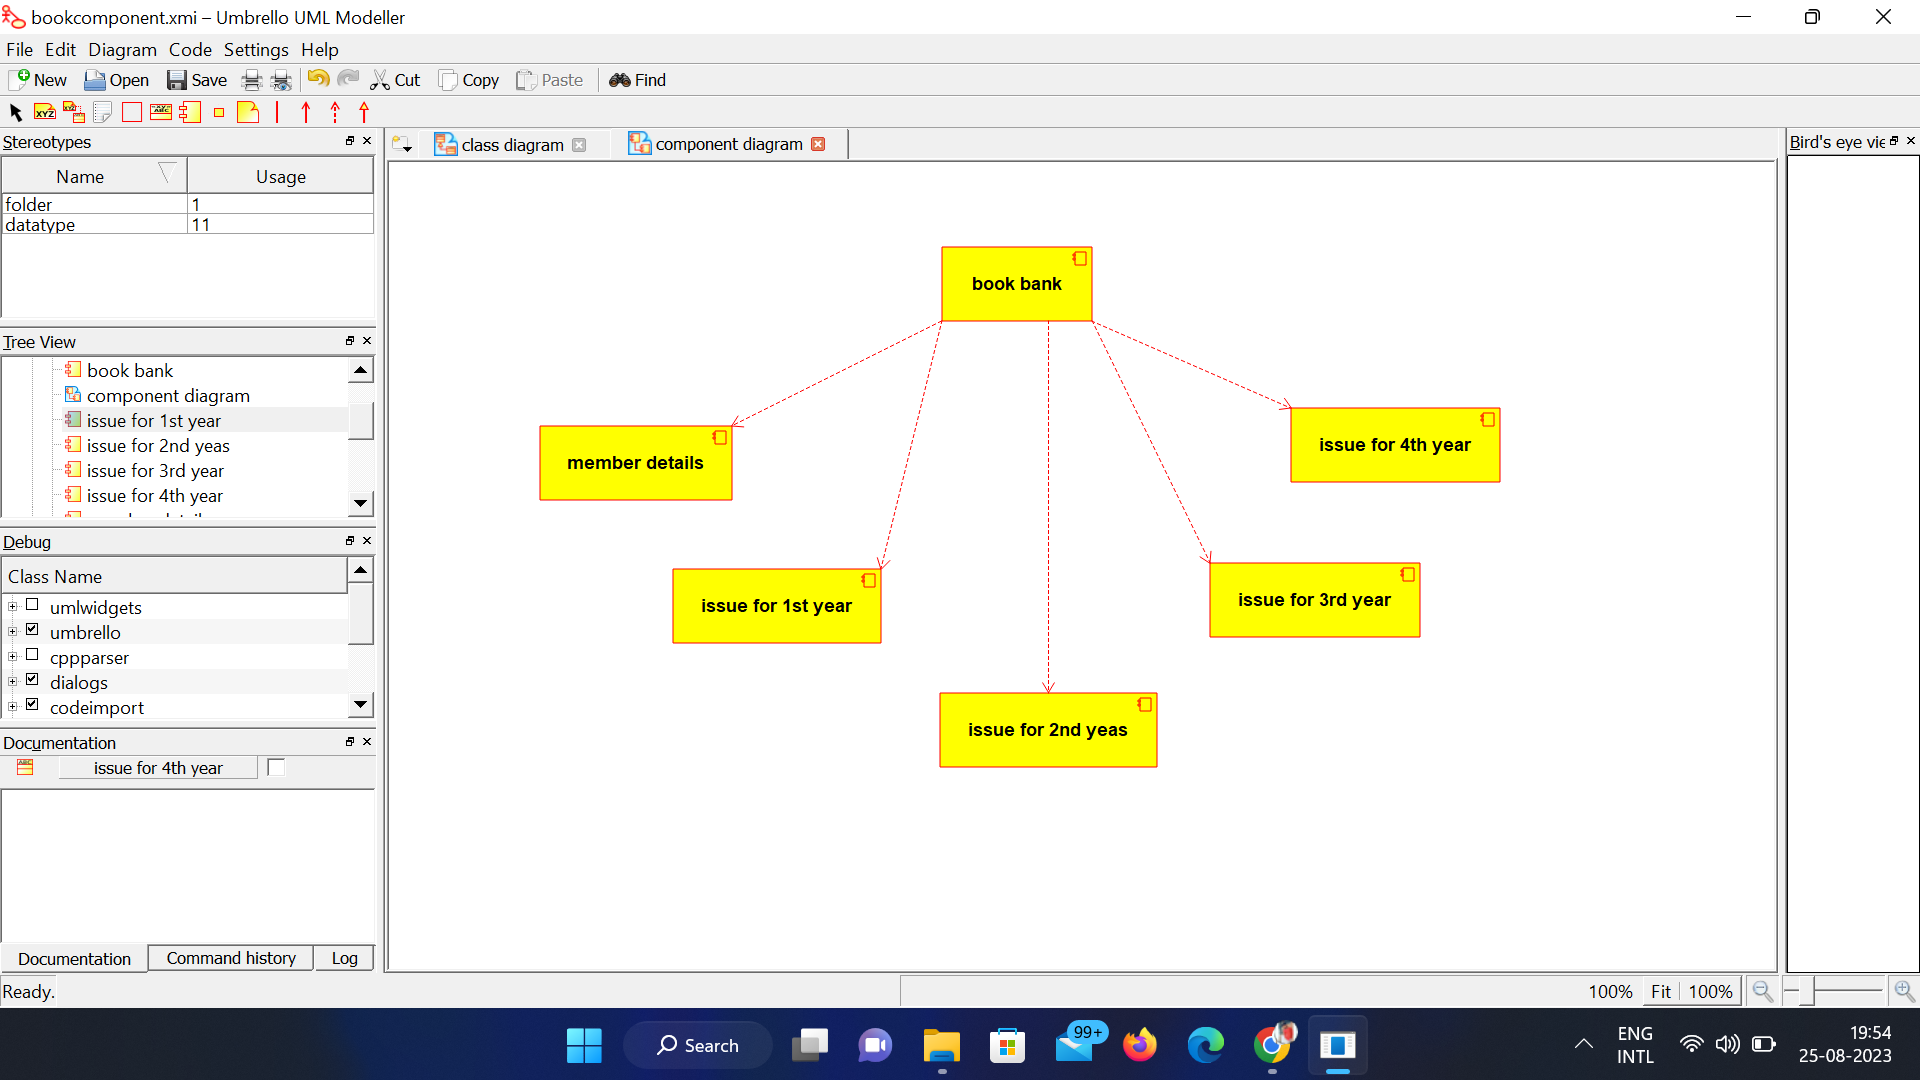 bookcomponent.xmi – Umbrello UML Modeller
File Edit Diagram Code Settings Help
New Open Save Cut Copy Paste Find
Stereotypes
Name Usage
folder 1
datatype 11
Tree View
book bank
component diagram
issue for 1st year
issue for 2nd yeas
issue for 3rd year
issue for 4th year
Debug
Class Name
umlwidgets
umbrello
cppparser
dialogs
codeimport
Documentation
issue for 4th year
Documentation Command history Log
Ready.
class diagram component diagram
book bank
member details
issue for 4th year
issue for 1st year
issue for 3rd year
issue for 2nd yeas
Bird's eye vie
100% Fit 100%
Search
99+
ENG
INTL
19:54
25-08-2023